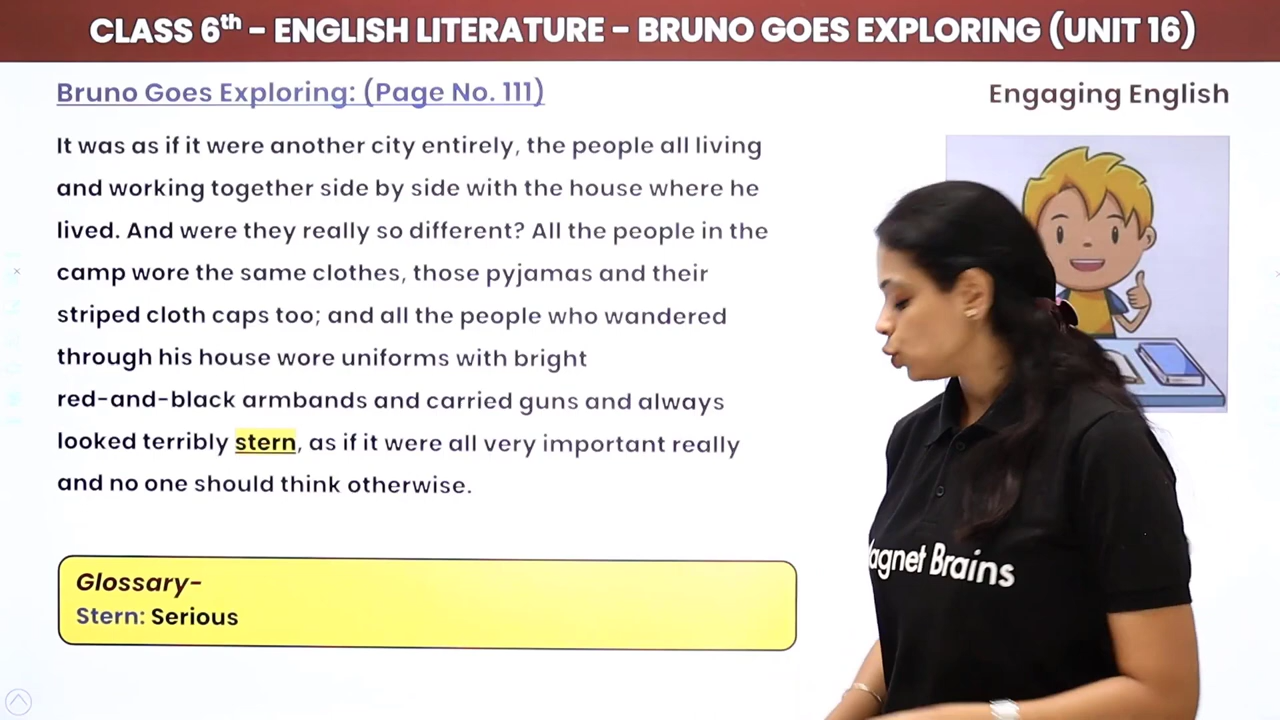 CLASS 6th – ENGLISH LITERATURE – BRUNO GOES EXPLORING (UNIT 16)
Bruno Goes Exploring: (Page No. 111)
Engaging English
It was as if it were another city entirely, the people all living
and working together side by side with the house where he
lived. And were they really so different? All the people in the
camp wore the same clothes, those pyjamas and their
striped cloth caps too; and all the people who wandered
through his house wore uniforms with bright
red-and-black armbands and carried guns and always
looked terribly stern, as if it were all very important really
and no one should think otherwise.
Glossary-
Stern: Serious
agnet Brains